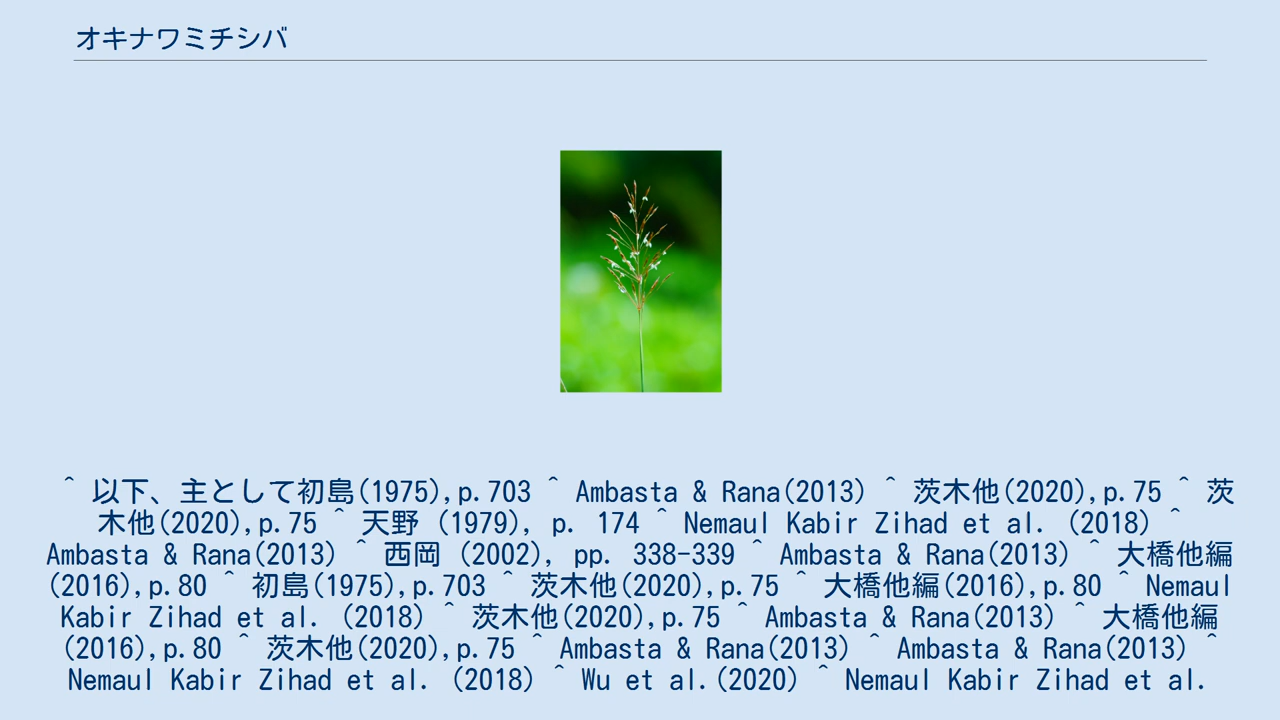 オキナワミチシバ
^ 以下、主として初島(1975),p.703 ^ Ambasta & Rana(2013) ^ 茨木他(2020),p.75 ^ 茨
木他(2020),p.75 ^ 天野 (1979), p. 174 ^ Nemaul Kabir Zihad et al. (2018) ^
Ambasta & Rana(2013) ^ 西岡 (2002), pp. 338-339 ^ Ambasta & Rana(2013) ^ 大橋他編
(2016),p.80 ^ 初島(1975),p.703 ^ 茨木他(2020),p.75 ^ 大橋他編(2016),p.80 ^ Nemaul
Kabir Zihad et al. (2018) ^ 茨木他(2020),p.75 ^ Ambasta & Rana(2013) ^ 大橋他編
(2016),p.80 ^ 茨木他(2020),p.75 ^ Ambasta & Rana(2013) ^ Ambasta & Rana(2013) ^
Nemaul Kabir Zihad et al. (2018) ^ Wu et al.(2020) ^ Nemaul Kabir Zihad et al.